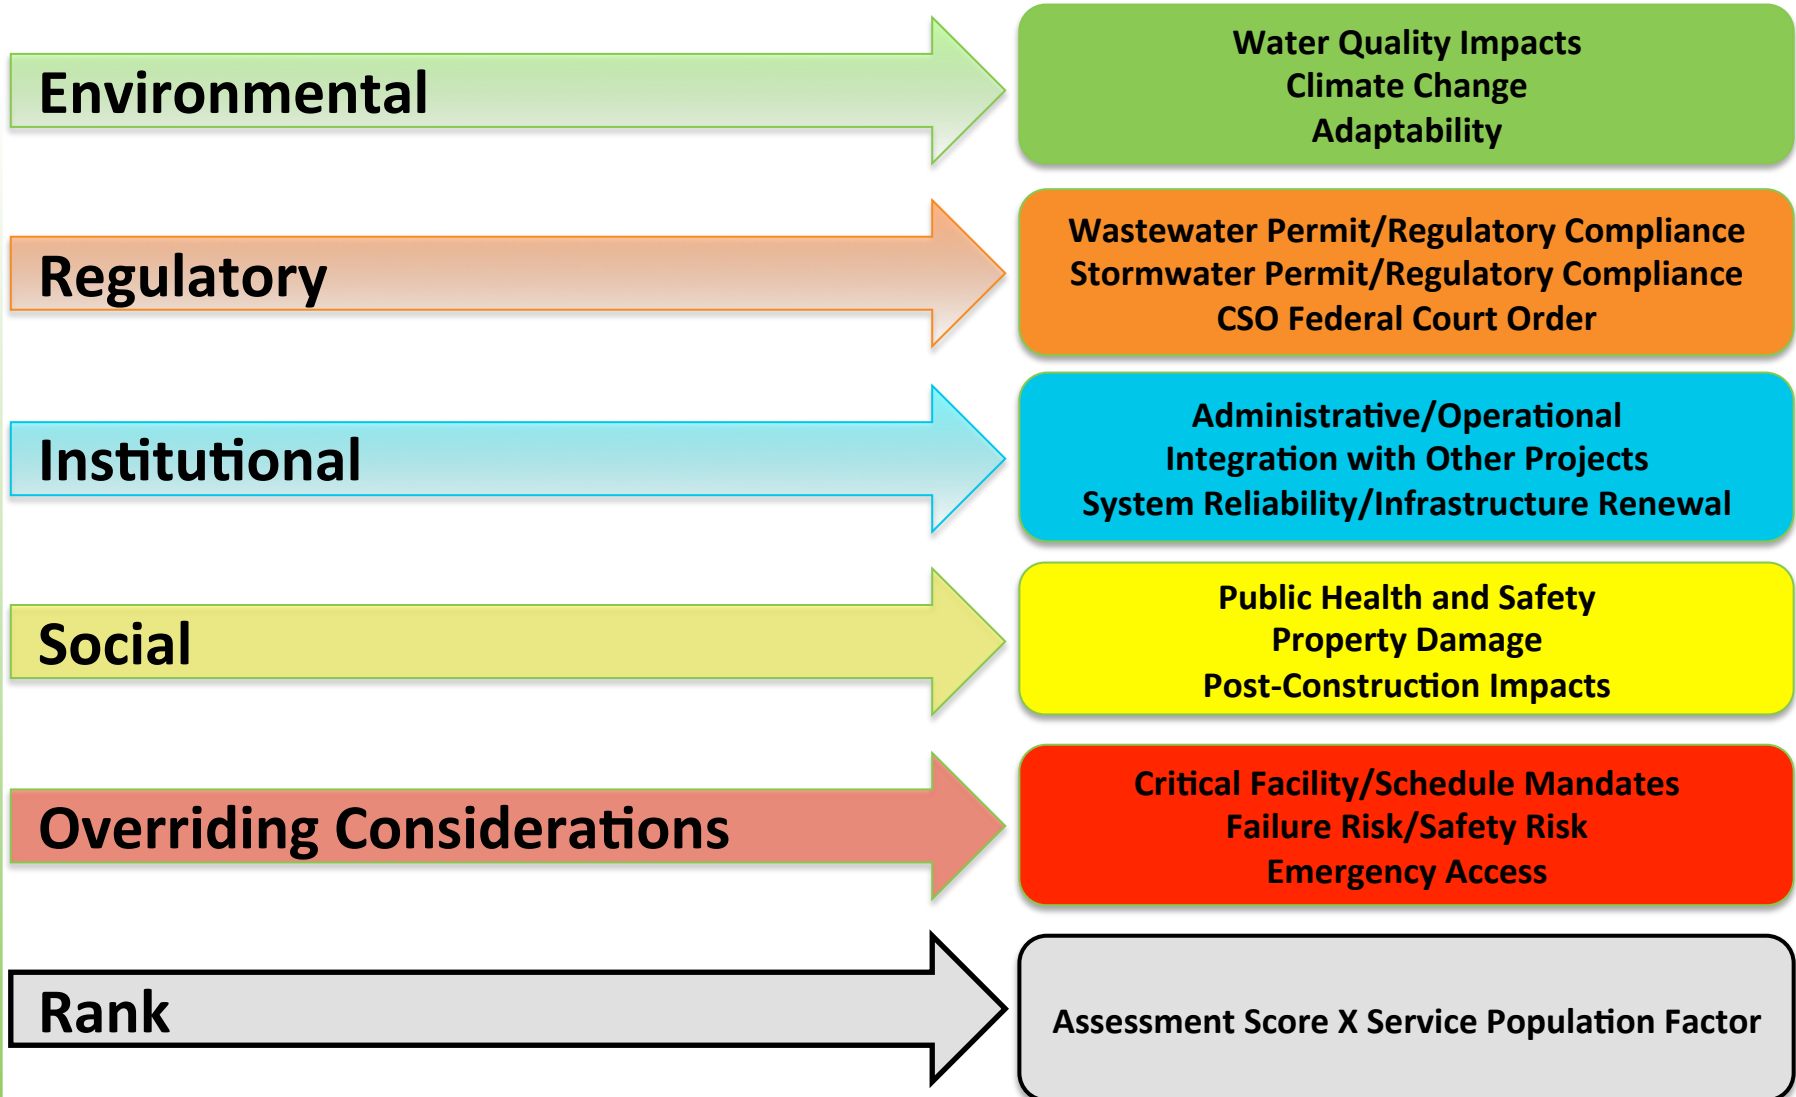 Environmental
Water Quality Impacts
Climate Change
Adaptability
Regulatory
Wastewater Permit/Regulatory Compliance
Stormwater Permit/Regulatory Compliance
CSO Federal Court Order
Institutional
Administrative/Operational
Integration with Other Projects
System Reliability/Infrastructure Renewal
Social
Public Health and Safety
Property Damage
Post-Construction Impacts
Overriding Considerations
Critical Facility/Schedule Mandates
Failure Risk/Safety Risk
Emergency Access
Rank
Assessment Score X Service Population Factor